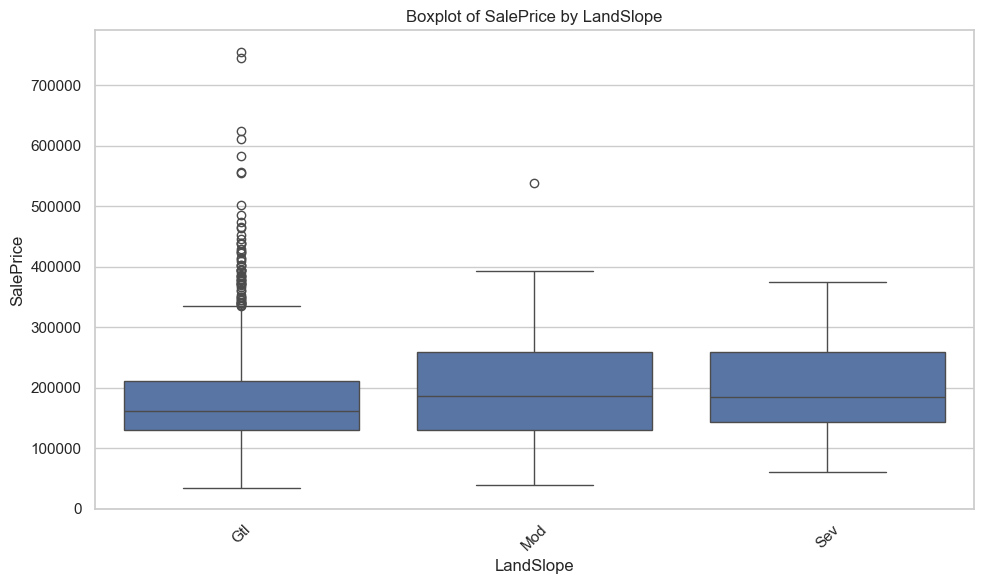 Boxplot of SalePrice by LandSlope
SalePrice
700000
600000
500000
400000
300000
200000
100000
0
Gtl
Mod
Sev
LandSlope